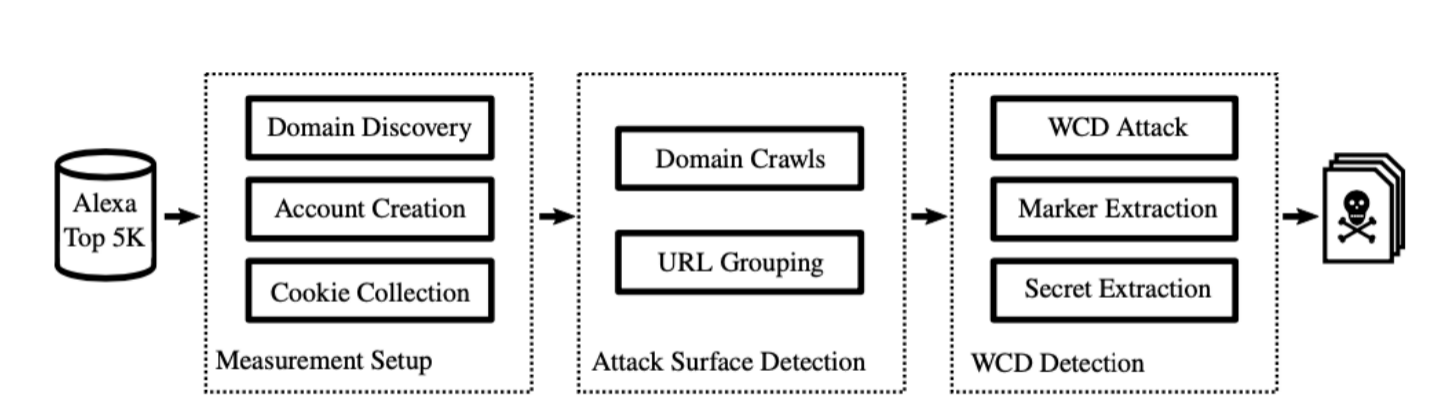 Alexa
Top 5K
Domain Discovery
Account Creation
Cookie Collection
Measurement Setup
Domain Crawls
URL Grouping
Attack Surface Detection
WCD Attack
Marker Extraction
Secret Extraction
WCD Detection